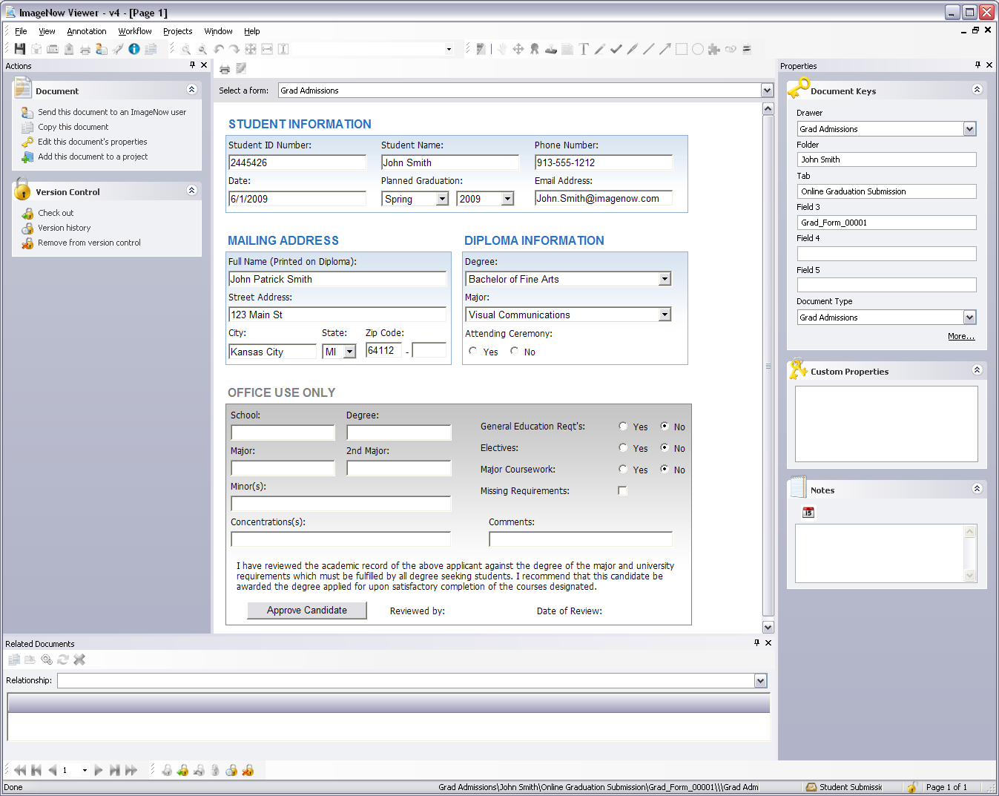 ImageNow Viewer - v4 - [Page 1]
File View Annotation Workflow Projects Window Help
Actions
Document
Send this document to an ImageNow user
Copy this document
Edit this document's properties
Add this document to a project
Version Control
Check out
Version history
Remove from version control
Select a form: Grad Admissions
STUDENT INFORMATION
Student ID Number: Student Name: Phone Number:
2445426 John Smith 913-555-1212
Date: Planned Graduation: Email Address:
6/1/2009 Spring 2009 John.Smith@imagenow.com
MAILING ADDRESS
Full Name (Printed on Diploma):
John Patrick Smith
Street Address:
123 Main St
City: State: Zip Code:
Kansas City MI 64112 -
DIPLOMA INFORMATION
Degree:
Bachelor of Fine Arts
Major:
Visual Communications
Attending Ceremony:
Yes No
OFFICE USE ONLY
School: Degree:
Major: 2nd Major:
Minor(s):
Concentrations(s):
General Education Reqt's: Yes No
Electives: Yes No
Major Coursework: Yes No
Missing Requirements:
Comments:
I have reviewed the academic record of the above applicant against the degree of the major and university
requirements which must be fulfilled by all degree seeking students. I recommend that this candidate be
awarded the degree applied for upon satisfactory completion of the courses designated.
Approve Candidate Reviewed by: Date of Review:
Properties
Document Keys
Drawer
Grad Admissions
Folder
John Smith
Tab
Online Graduation Submission
Field 3
Grad_Form_00001
Field 4
Field 5
Document Type
Grad Admissions
More...
Custom Properties
Notes
15
Related Documents
Relationship:
1
Done Grad Admissions\John Smith\Online Graduation Submission\Grad_Form_00001\\\Grad Adm Student Submissi Page 1 of 1